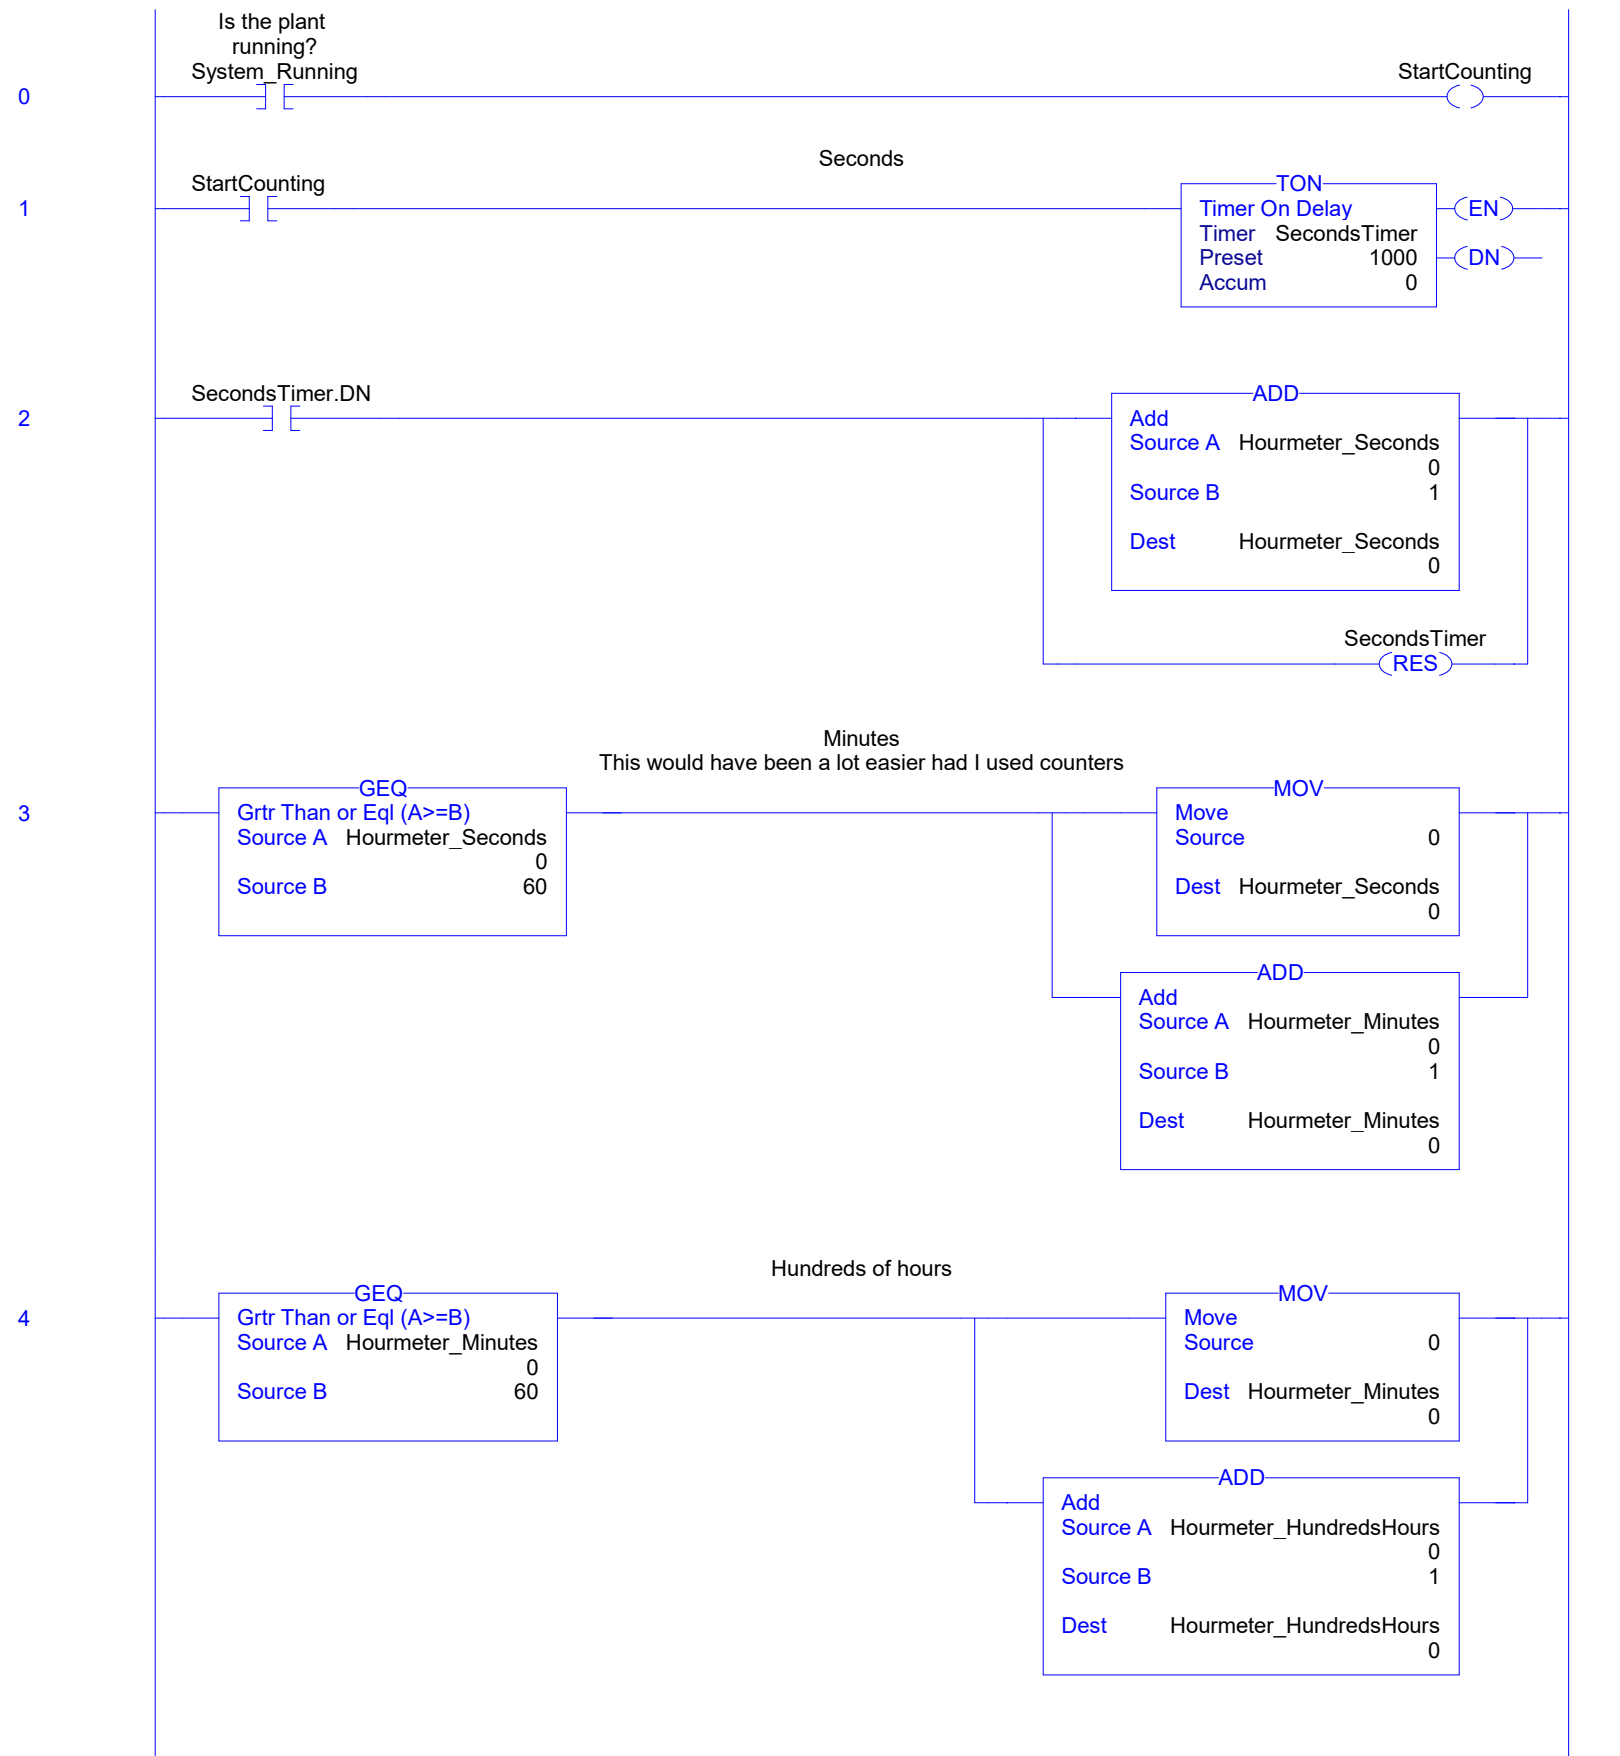 Is the plant
running?
System_Running
StartCounting
0
Seconds
StartCounting
TON
1
Timer On Delay
EN
Timer SecondsTimer
Preset 1000
DN
Accum 0
SecondsTimer.DN
ADD
2
Add
Source A Hourmeter_Seconds
0
Source B 1
Dest Hourmeter_Seconds
0
SecondsTimer
RES
Minutes
This would have been a lot easier had I used counters
GEQ
MOV
3
Grtr Than or Eql (A>=B)
Source A Hourmeter_Seconds
0
Source B 60
Move
Source 0
Dest Hourmeter_Seconds
0
ADD
Add
Source A Hourmeter_Minutes
0
Source B 1
Dest Hourmeter_Minutes
0
Hundreds of hours
GEQ
MOV
4
Grtr Than or Eql (A>=B)
Source A Hourmeter_Minutes
0
Source B 60
Move
Source 0
Dest Hourmeter_Minutes
0
ADD
Add
Source A Hourmeter_HundredsHours
0
Source B 1
Dest Hourmeter_HundredsHours
0